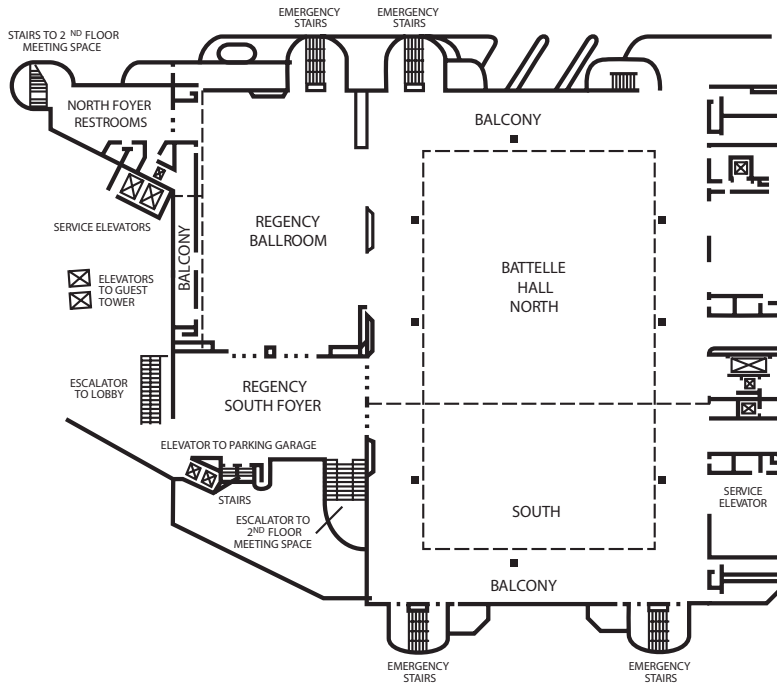 EMERGENCY
STAIRS
EMERGENCY
STAIRS
STAIRS TO 2 ND FLOOR
MEETING SPACE
NORTH FOYER
RESTROOMS
BALCONY
SERVICE ELEVATORS
BALCONY
REGENCY
BALLROOM
BATTELLE
HALL
NORTH
ELEVATORS
TO GUEST
TOWER
ESCALATOR
TO LOBBY
REGENCY
SOUTH FOYER
ELEVATOR TO PARKING GARAGE
STAIRS
ESCALATOR TO
2ND FLOOR
MEETING SPACE
SOUTH
SERVICE
ELEVATOR
BALCONY
EMERGENCY
STAIRS
EMERGENCY
STAIRS